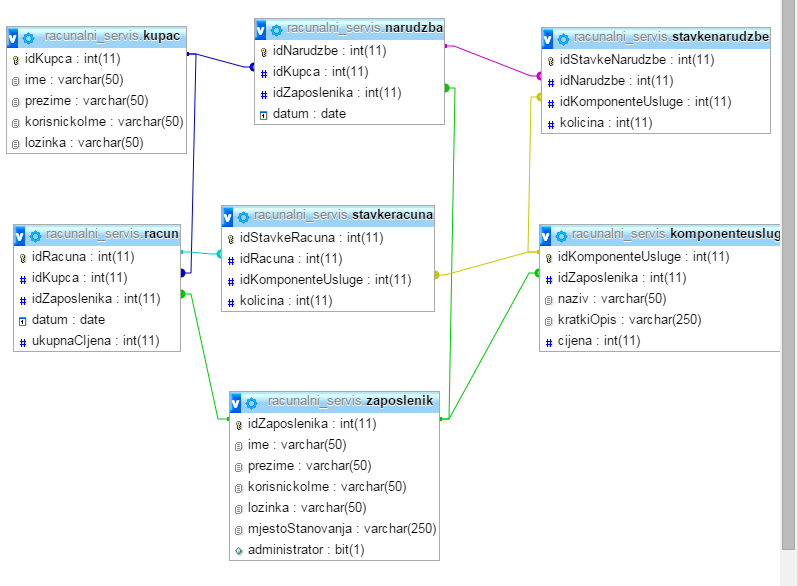 racunalni_servis.kupac
idKupca : int(11)
ime : varchar(50)
prezime : varchar(50)
korisnickoIme : varchar(50)
lozinka : varchar(50)
racunalni_servis.narudzba
idNarudzbe : int(11)
idKupca : int(11)
idZaposlenika : int(11)
datum : date
racunalni_servis.stavkenarudzbe
idStavkeNarudzbe : int(11)
idNarudzbe : int(11)
idKomponenteUsluge : int(11)
kolicina : int(11)
racunalni_servis.racun
idRacuna : int(11)
idKupca : int(11)
idZaposlenika : int(11)
datum : date
ukupnaCIjena : int(11)
racunalni_servis.stavkeracuna
idStavkeRacuna : int(11)
idRacuna : int(11)
idKomponenteUsluge : int(11)
kolicina : int(11)
racunalni_servis.komponenteuslug
idKomponenteUsluge : int(11)
idZaposlenika : int(11)
naziv : varchar(50)
kratkiOpis : varchar(250)
cijena : int(11)
racunalni_servis.zaposlenik
idZaposlenika : int(11)
ime : varchar(50)
prezime : varchar(50)
korisnickoIme : varchar(50)
lozinka : varchar(50)
mjestoStanovanja : varchar(250)
administrator : bit(1)